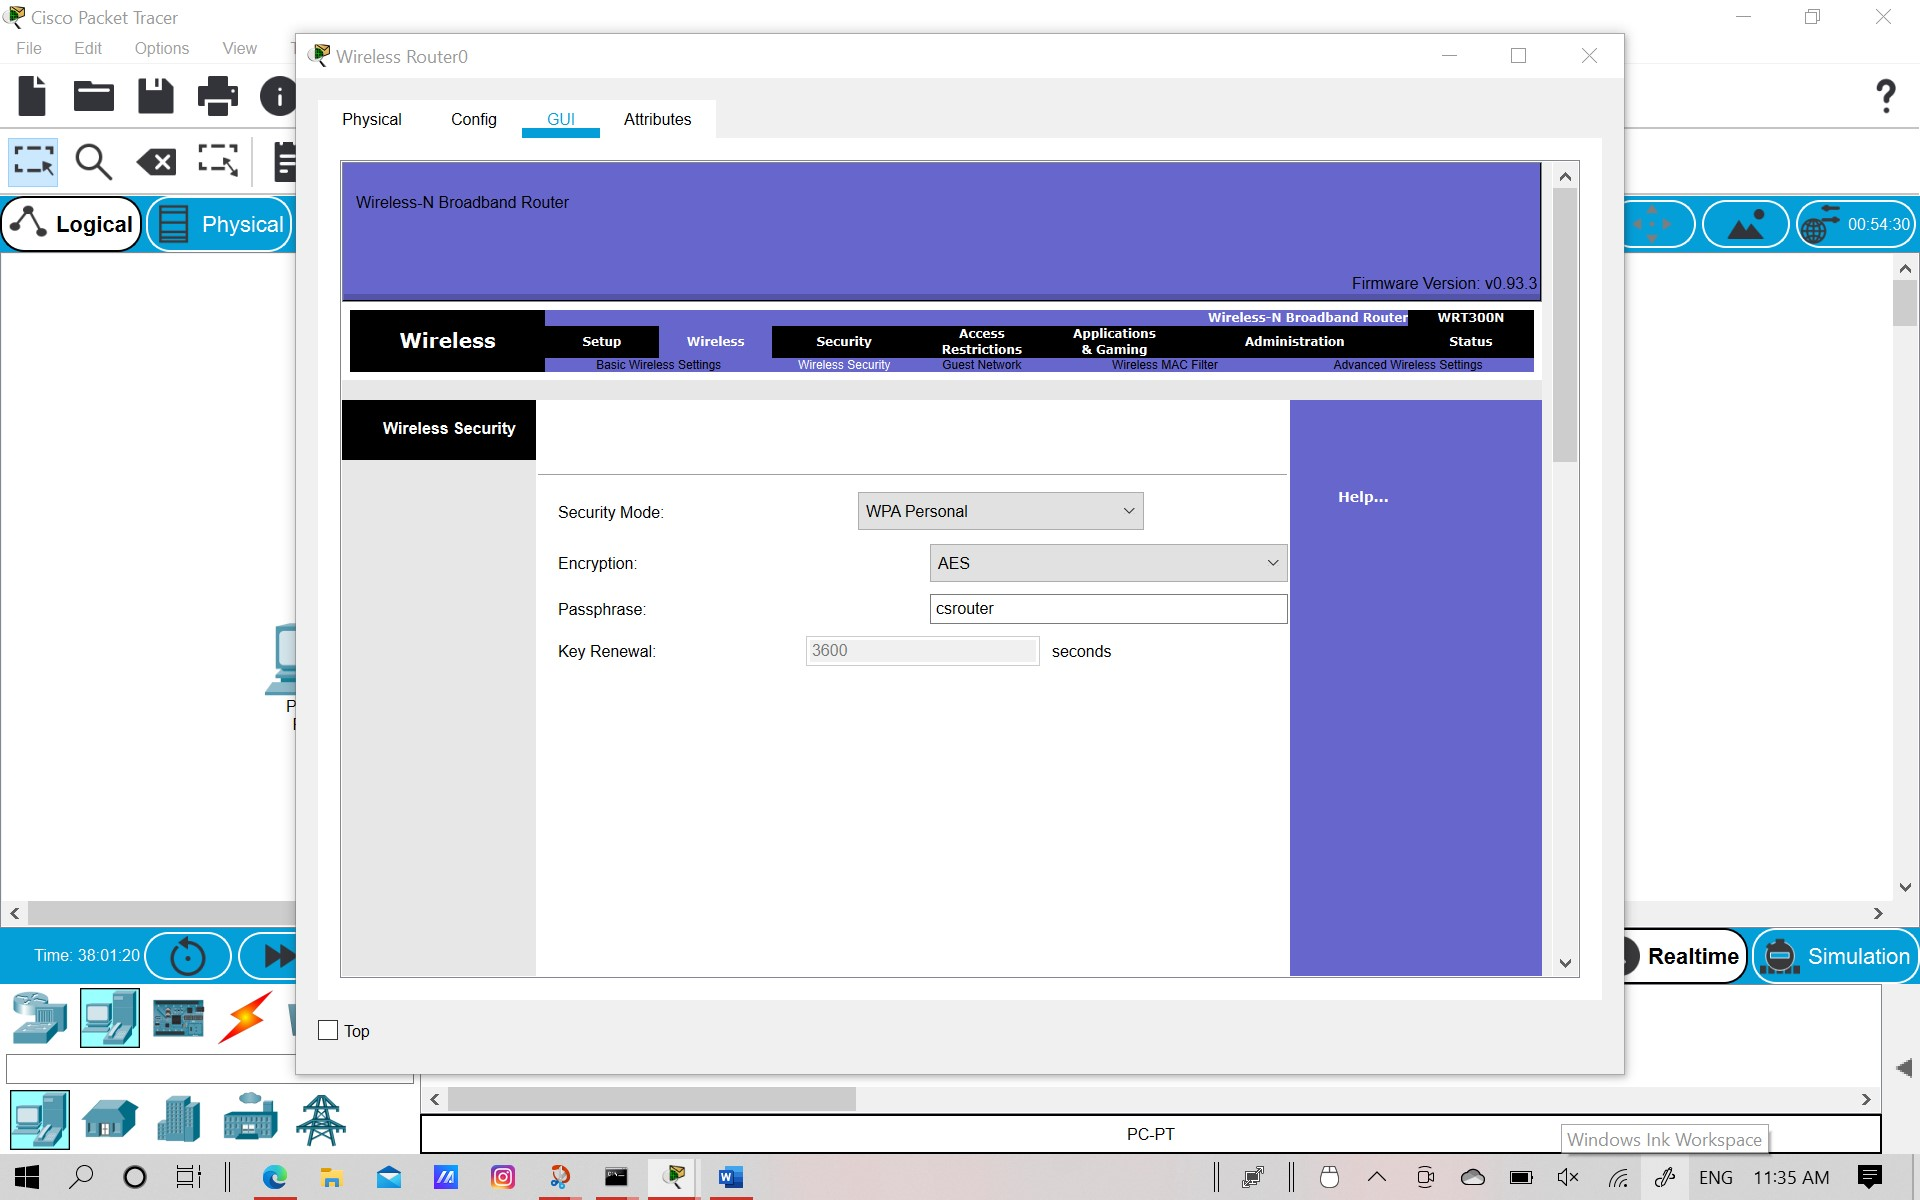 Cisco Packet Tracer
File Edit Options View
Wireless Router0
Physical Config GUI Attributes
Logical Physical
00:54:30
Wireless-N Broadband Router
Firmware Version: v0.93.3
Wireless-N Broadband Router WRT300N
Wireless
Setup Wireless Security Access Restrictions Applications & Gaming Administration Status
Basic Wireless Settings Wireless Security Guest Network Wireless MAC Filter Advanced Wireless Settings
Wireless Security
Help...
Security Mode: WPA Personal
Encryption: AES
Passphrase: csrouter
Key Renewal: 3600 seconds
Time: 38:01:20
Realtime Simulation
Top
PC-PT
Windows Ink Workspace
ENG 11:35 AM